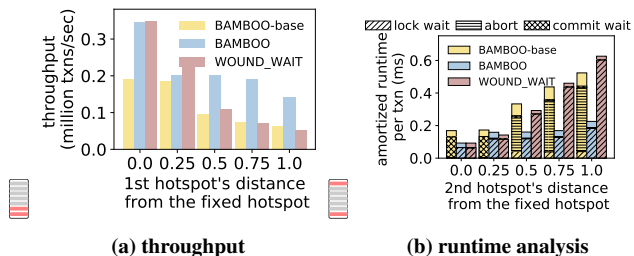 throughput
(million txns/sec)
0.3
0.2
0.1
0.0
BAMBOO-base
BAMBOO
WOUND_WAIT
0.0 0.25 0.5 0.75 1.0
1st hotspot's distance
from the fixed hotspot
(a) throughput
lock wait abort commit wait
amortized runtime
per txn (ms)
0.6
0.4
0.2
0.0
BAMBOO-base
BAMBOO
WOUND_WAIT
0.0 0.25 0.5 0.75 1.0
2nd hotspot's distance
from the fixed hotspot
(b) runtime analysis